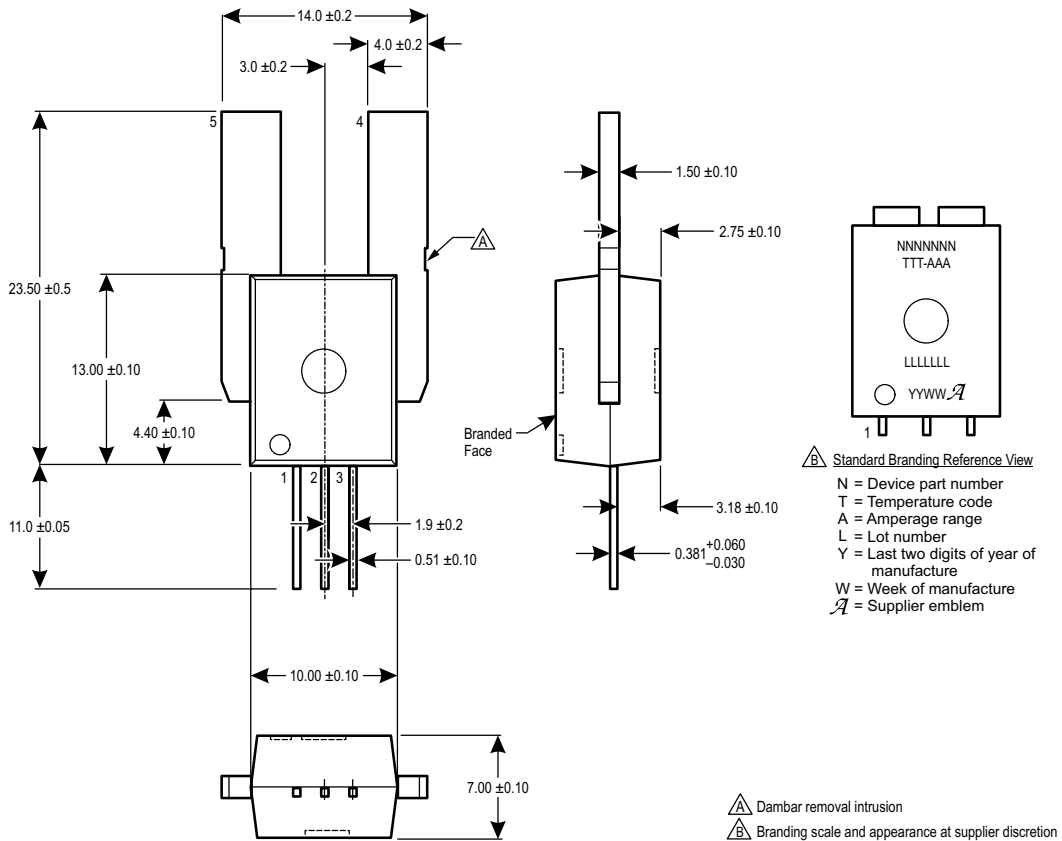 14.0 ±0.2
4.0 ±0.2
3.0 ±0.2
5
4
A
23.50 ±0.5
13.00 ±0.10
4.40 ±0.10
1
2
3
11.0 ±0.05
1.9 ±0.2
0.51 ±0.10
10.00 ±0.10
7.00 ±0.10
1.50 ±0.10
2.75 ±0.10
Branded
Face
3.18 ±0.10
0.381 +0.060
–0.030
NNNNNNN
TTT-AAA
LLLLLLL
YYWW A
1
B Standard Branding Reference View
N = Device part number
T = Temperature code
A = Amperage range
L = Lot number
Y = Last two digits of year of
manufacture
W = Week of manufacture
A = Supplier emblem
A Dambar removal intrusion
B Branding scale and appearance at supplier discretion